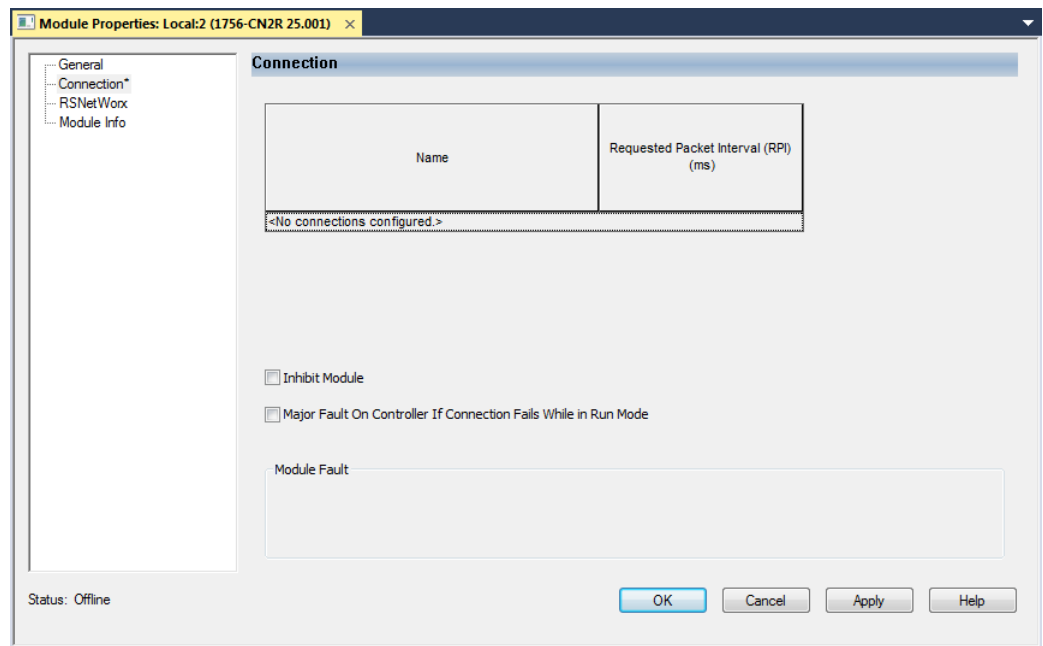 Module Properties: Local:2 (1756-CN2R 25.001)
General
Connection*
RSNetWorx
Module Info
Connection
Name
Requested Packet Interval (RPI)
(ms)
<No connections configured.>
Inhibit Module
Major Fault On Controller If Connection Fails While in Run Mode
Module Fault
Status: Offline
OK
Cancel
Apply
Help